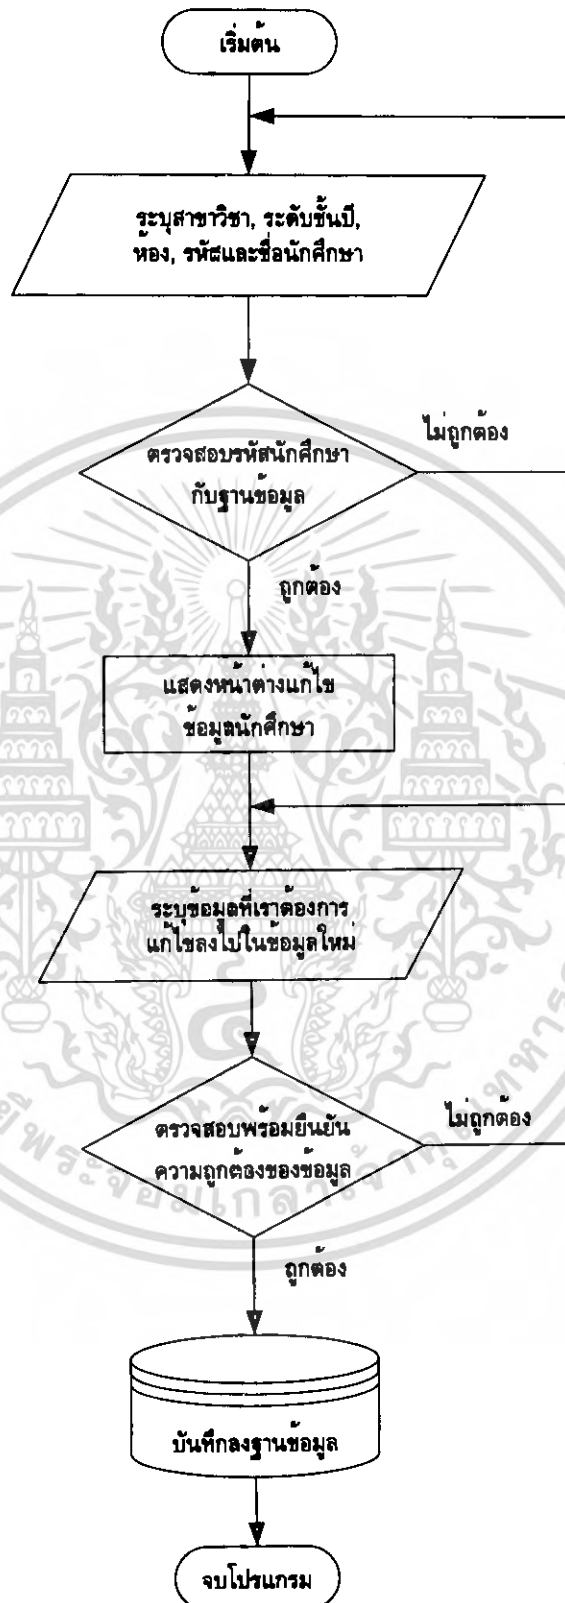 เริ่มต้น
ระบุสาขาวิชา, ระดับชั้นปี,
ห้อง, รหัสและชื่อนักศึกษา
ไม่ถูกต้อง
ตรวจสอบรหัสนักศึกษา
กับฐานข้อมูล
ถูกต้อง
แสดงหน้าต่างแก้ไข
ข้อมูลนักศึกษา
ระบุข้อมูลที่เราต้องการ
แก้ไขลงไปในข้อมูลใหม่
ไม่ถูกต้อง
ตรวจสอบพร้อมยืนยัน
ความถูกต้องของข้อมูล
ถูกต้อง
บันทึกลงฐานข้อมูล
จบโปรแกรม